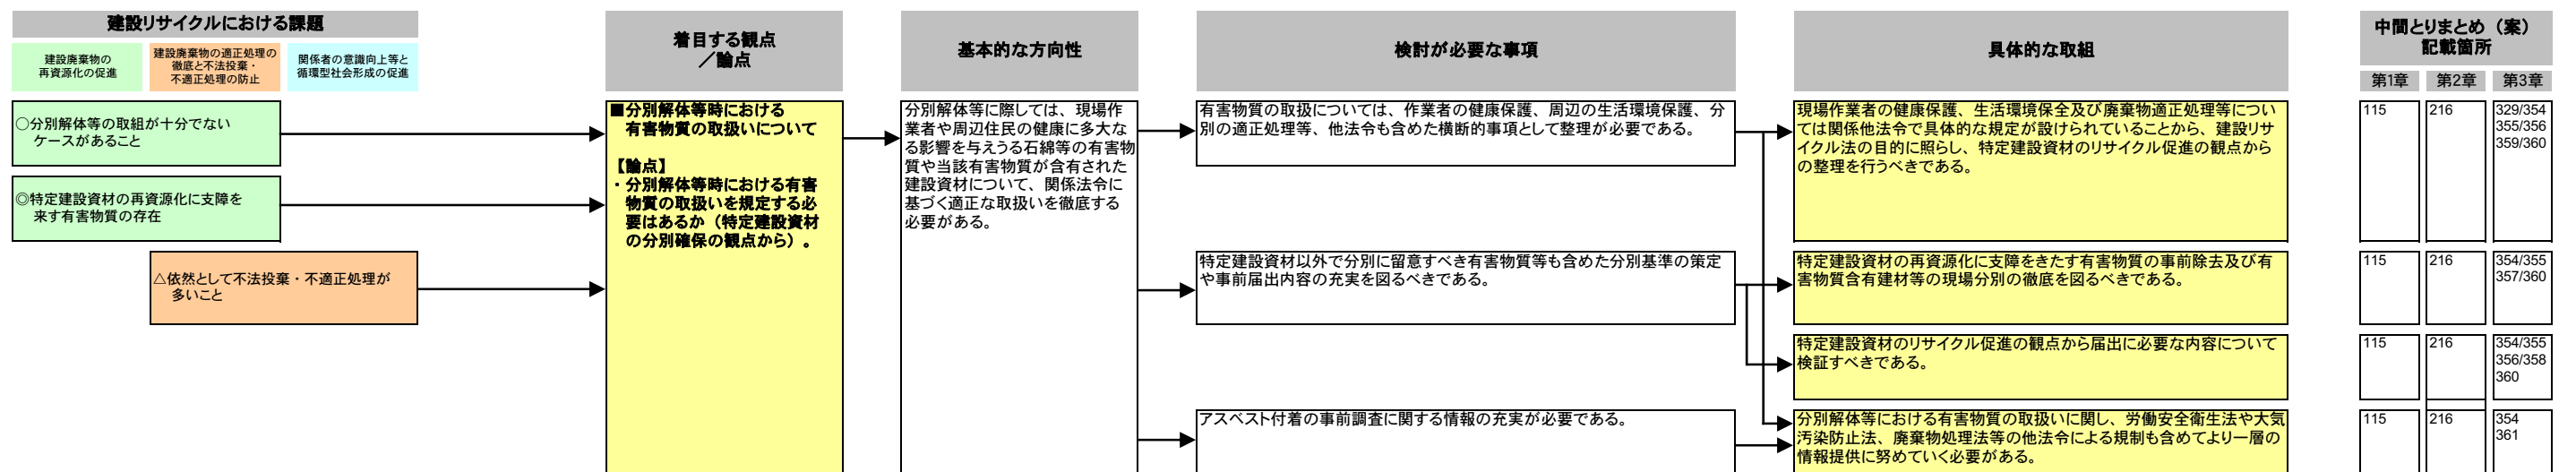 建設リサイクルにおける課題
建設廃棄物の
再資源化の促進
建設廃棄物の適正処理の
徹底と不法投棄・
不適正処理の防止
関係者の意識向上等と
循環型社会形成の促進
着目する観点
／論点
基本的な方向性
検討が必要な事項
具体的な取組
中間とりまとめ（案）
記載箇所
第1章
第2章
第3章
○分別解体等の取組が十分でない
ケースがあること
◎特定建設資材の再資源化に支障を
来す有害物質の存在
△依然として不法投棄・不適正処理が
多いこと
■分別解体等時における
有害物質の取扱いについて
【論点】
・分別解体等時における有害
物質の取扱いを規定する必
要はあるか（特定建設資材
の分別確保の観点から）。
分別解体等に際しては、現場作
業者や周辺住民の健康に多大な
る影響を与えうる石綿等の有害物
質や当該有害物質が含有された
建設資材について、関係法令に
基づく適正な取扱いを徹底する
必要がある。
有害物質の取扱については、作業者の健康保護、周辺の生活環境保護、分
別の適正処理等、他法令も含めた横断的事項として整理が必要である。
現場作業者の健康保護、生活環境保全及び廃棄物適正処理等につい
ては関係他法令で具体的な規定が設けられていることから、建設リサ
イクル法の目的に照らし、特定建設資材のリサイクル促進の観点から
の整理を行うべきである。
115
216
329/354
355/356
359/360
特定建設資材以外で分別に留意すべき有害物質等も含めた分別基準の策定
や事前届出内容の充実を図るべきである。
特定建設資材の再資源化に支障をきたす有害物質の事前除去及び有
害物質含有建材等の現場分別の徹底を図るべきである。
115
216
354/355
357/360
特定建設資材のリサイクル促進の観点から届出に必要な内容について
検証すべきである。
115
216
354/355
356/358
360
アスベスト付着の事前調査に関する情報の充実が必要である。
分別解体等における有害物質の取扱いに関し、労働安全衛生法や大気
汚染防止法、廃棄物処理法等の他法令による規制も含めてより一層の
情報提供に努めていく必要がある。
115
216
354
361